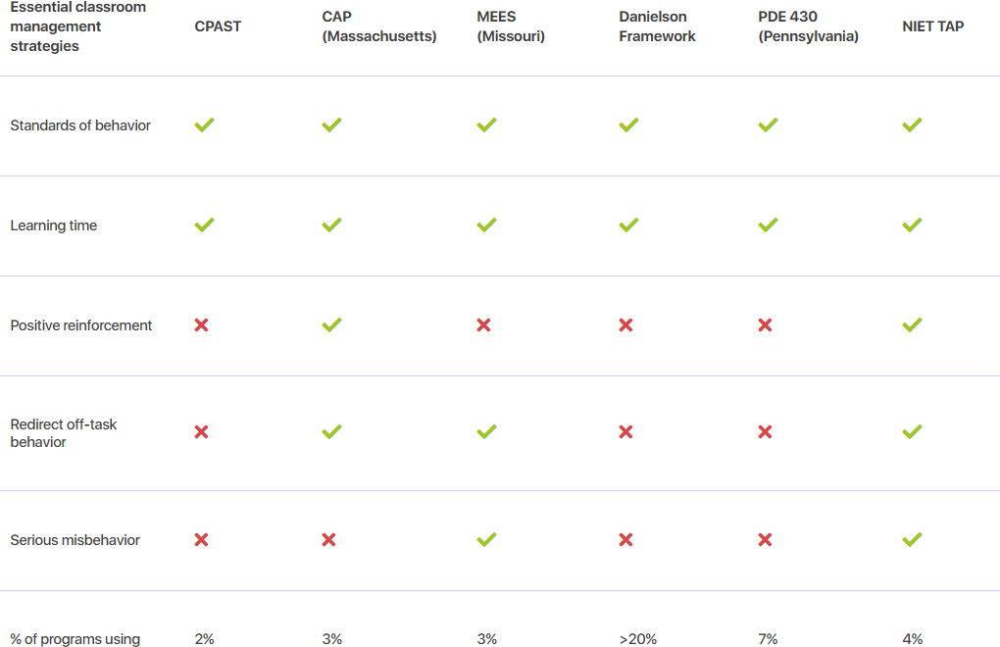 Essential classroom
management
strategies
CPAST
CAP
(Massachusetts)
MEES
(Missouri)
Danielson
Framework
PDE 430
(Pennsylvania)
NIET TAP
Standards of behavior
Learning time
Positive reinforcement
Redirect off-task
behavior
Serious misbehavior
% of programs using
2%
3%
3%
>20%
7%
4%